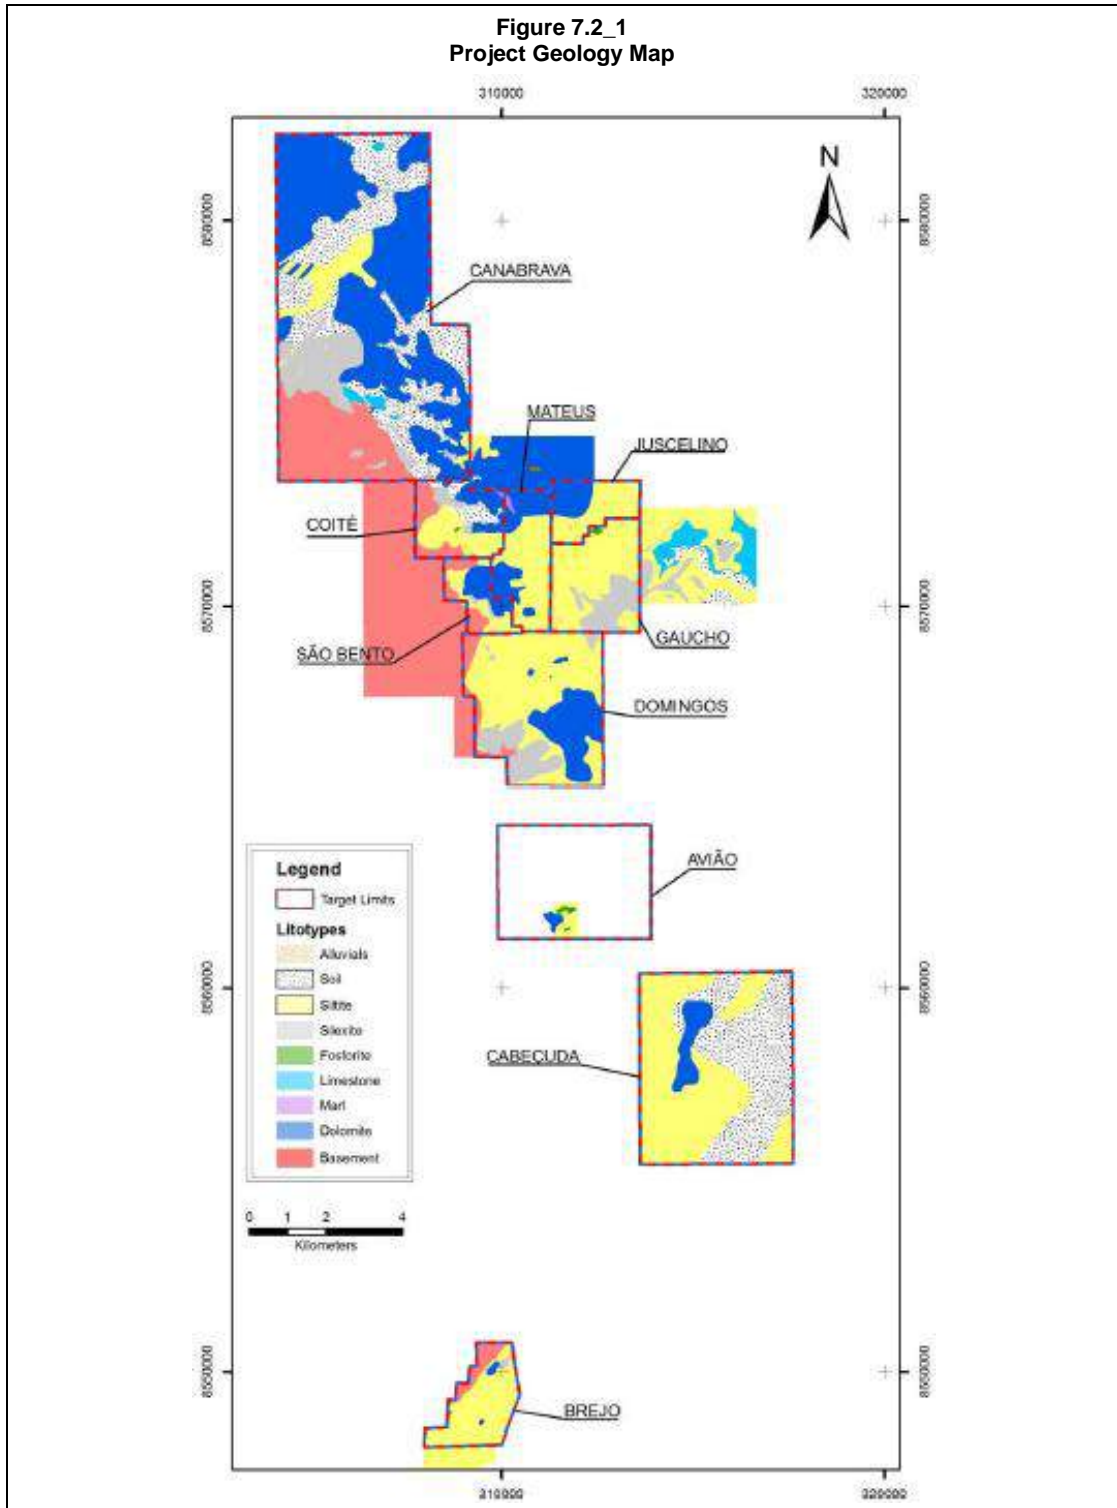 Figure 7.2_1
Project Geology Map
310000
320000
N
8580000
8580000
CANABRAVA
MATEUS
JUSCELINO
COITÉ
8570000
8570000
GAUCHO
SÃO BENTO
DOMINGOS
AVIÃO
Legend
Target Limits
Litotypes
Alluvials
Soil
Siltite
Silexito
Fosforite
Limestone
Marl
Dolomite
Basement
8560000
8560000
CABEÇUDA
0 1 2 4
Kilometers
8550000
8550000
BREJO
310000
320000